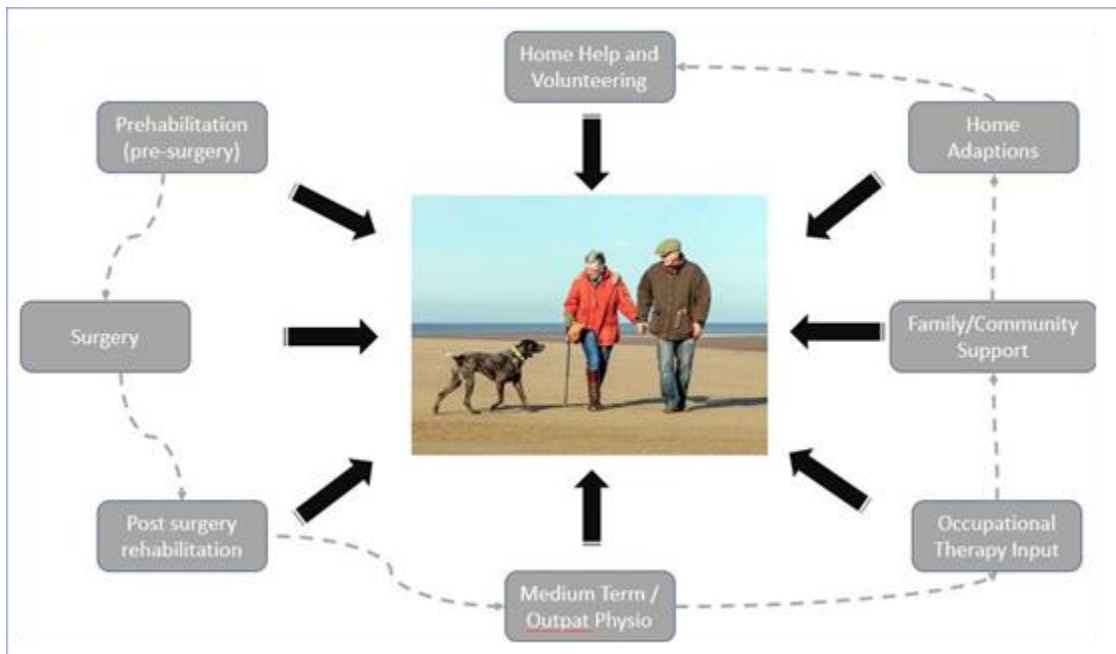 Home Help and
Volunteering
Prehabilitation
(pre-surgery)
Home
Adaptions
Surgery
Family/Community
Support
Post surgery
rehabilitation
Occupational
Therapy Input
Medium Term /
Outpat Physio